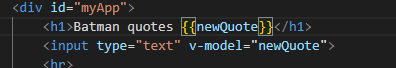 <div id="myApp">
<h1>Batman quotes {{newQuote}}</h1>
<input type="text" v-model="newQuote">
<hr>